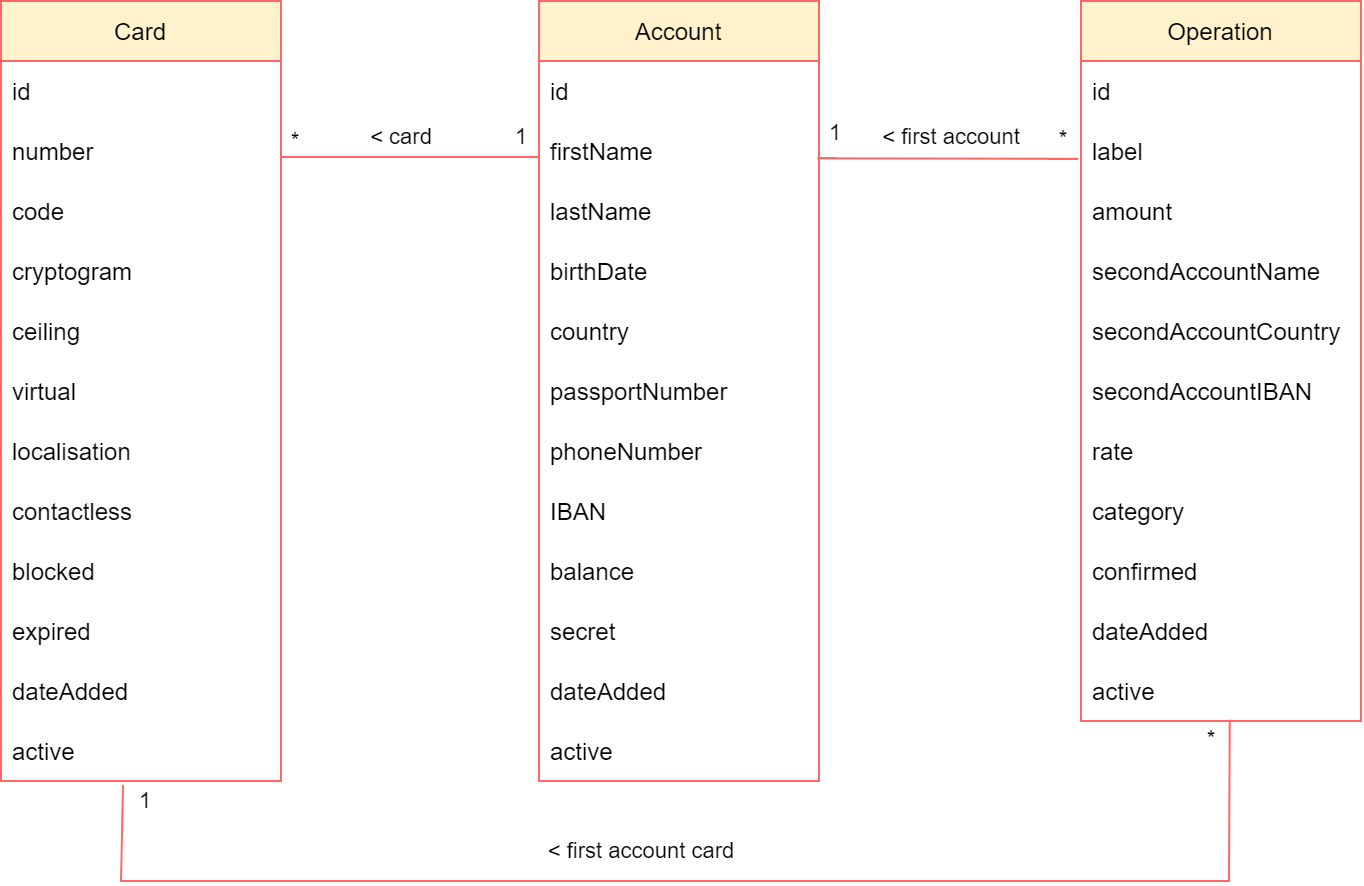 Card
id
number
code
cryptogram
ceiling
virtual
localisation
contactless
blocked
expired
dateAdded
active
* < card 1
Account
id
firstName
lastName
birthDate
country
passportNumber
phoneNumber
IBAN
balance
secret
dateAdded
active
1 < first account *
Operation
id
label
amount
secondAccountName
secondAccountCountry
secondAccountIBAN
rate
category
confirmed
dateAdded
active
*
1
< first account card